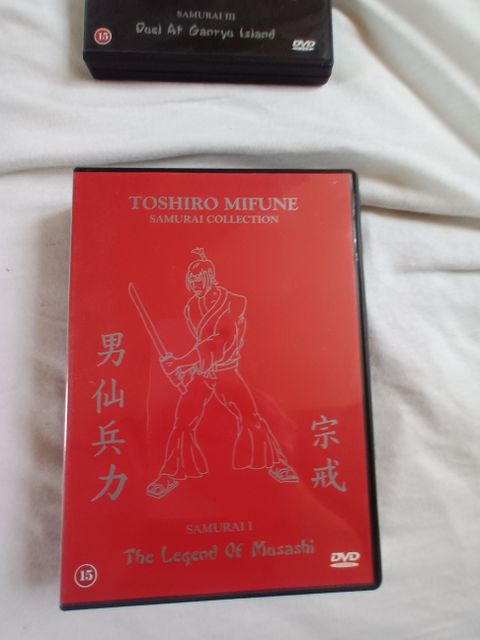 SAMURAI III
15
Duel At Ganryu Island
DVD
TOSHIRO MIFUNE
SAMURAI COLLECTION
男仙兵力
宗戒
SAMURAI I
The Legend Of Musashi
15
DVD